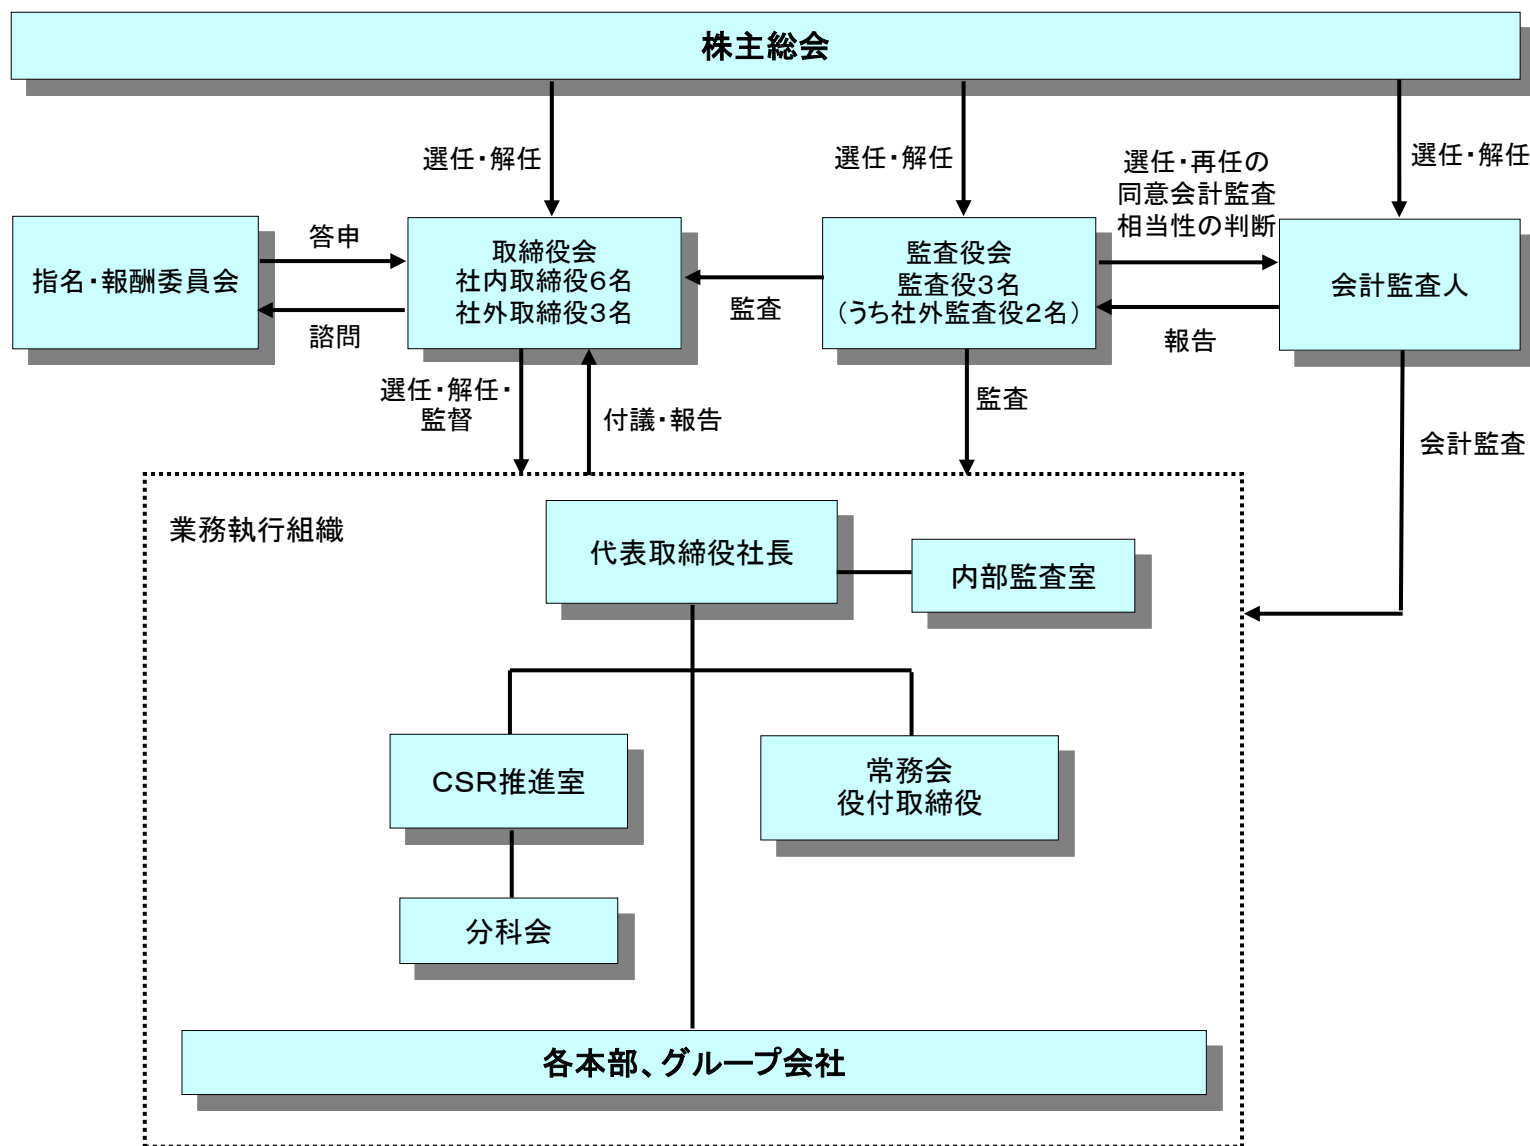 株主総会
選任・解任
選任・解任
選任・再任の
同意会計監査
相当性の判断
選任・解任
指名・報酬委員会
答申
諮問
取締役会
社内取締役6名
社外取締役3名
監査
監査役会
監査役3名
(うち社外監査役2名)
報告
会計監査人
選任・解任・
監督
付議・報告
監査
会計監査
業務執行組織
代表取締役社長
内部監査室
CSR推進室
常務会
役付取締役
分科会
各本部、グループ会社